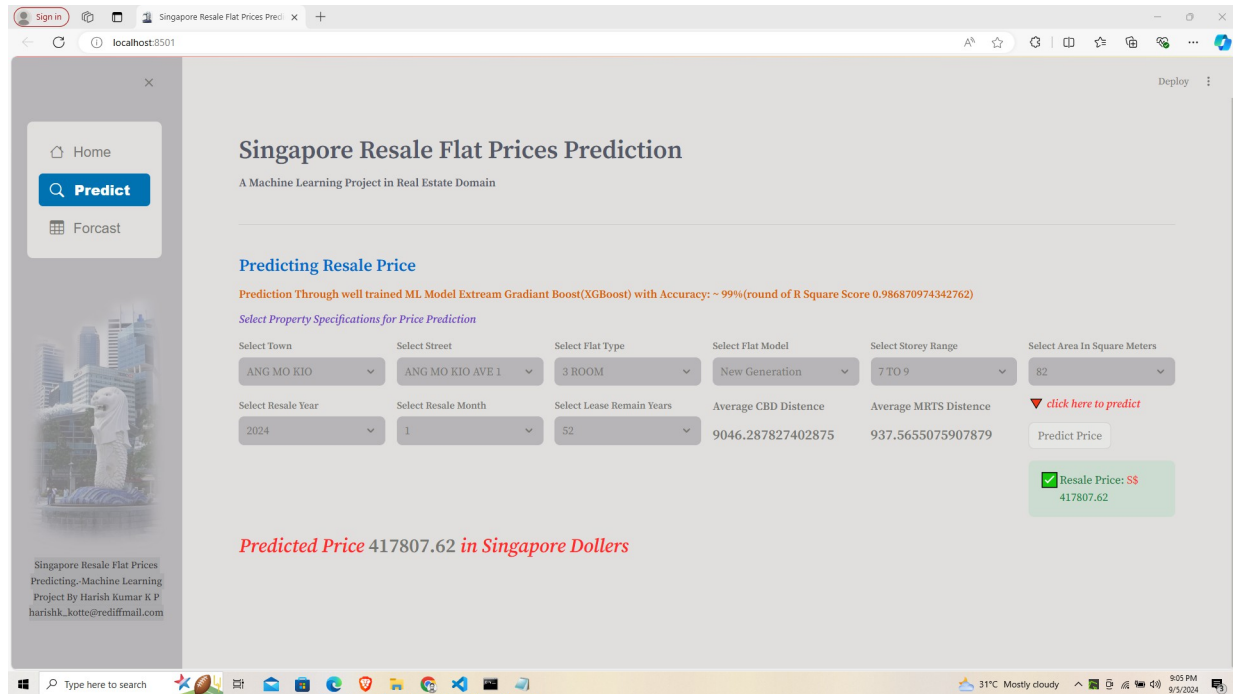 Sign in
Singapore Resale Flat Prices Predi
localhost:8501
Deploy
Home
Predict
Forcast
Singapore Resale Flat Prices Prediction
A Machine Learning Project in Real Estate Domain
Predicting Resale Price
Prediction Through well trained ML Model Extream Gradiant Boost(XGBoost) with Accuracy: ~ 99%(round of R Square Score 0.986870974342762)
Select Property Specifications for Price Prediction
Select Town Select Street Select Flat Type Select Flat Model Select Storey Range Select Area In Square Meters
ANG MO KIO ANG MO KIO AVE 1 3 ROOM New Generation 7 TO 9 82
Select Resale Year Select Resale Month Select Lease Remain Years Average CBD Distence Average MRTS Distence click here to predict
2024 1 52 9046.287827402875 937.5655075907879 Predict Price
Resale Price: S$
417807.62
Predicted Price 417807.62 in Singapore Dollers
Singapore Resale Flat Prices
Predicting.-Machine Learning
Project By Harish Kumar K P
harishk_kotte@rediffmail.com
Type here to search
31°C Mostly cloudy
9:05 PM
9/5/2024